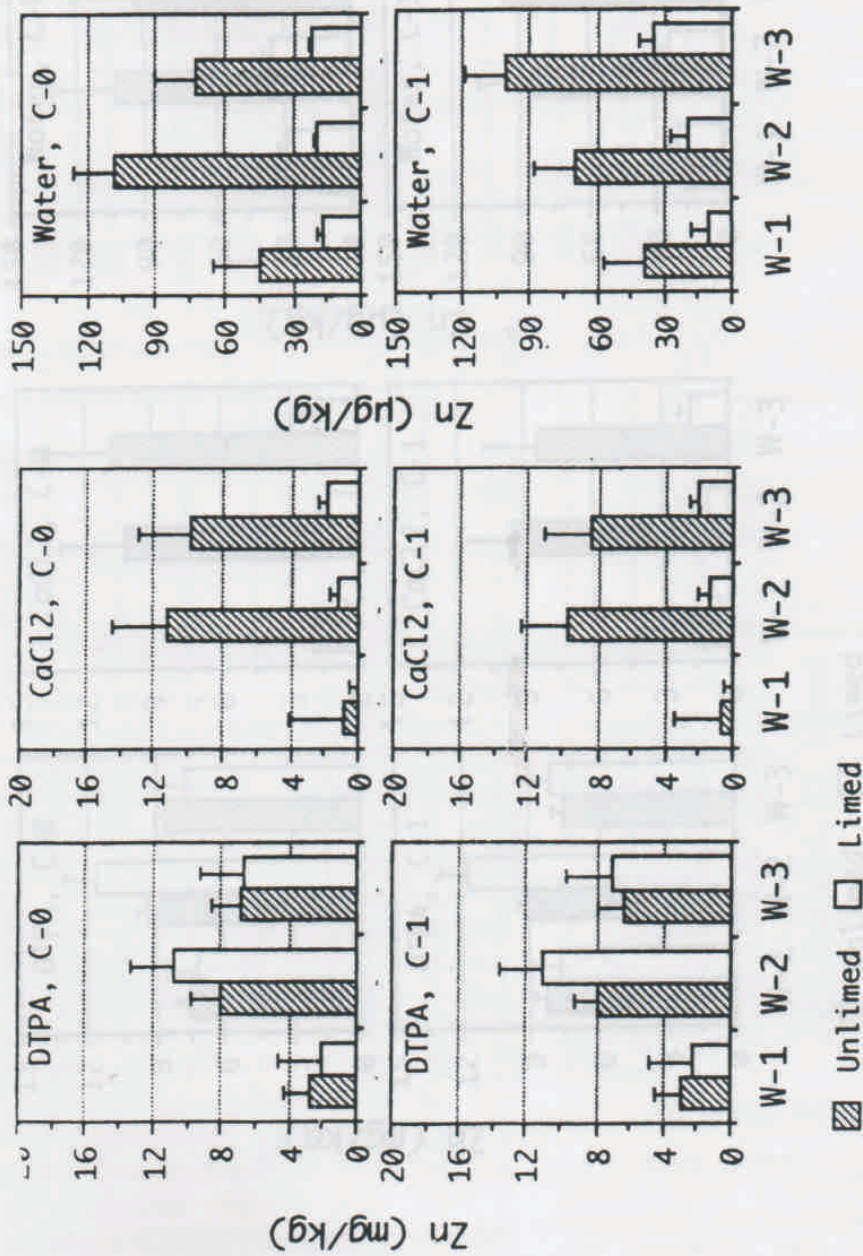 DTPA, C-0
16
12
8
4
0
CaCl2, C-0
20
16
12
8
4
0
Water, C-0
150
120
90
60
30
0
Zn (mg/kg)
Zn (µg/kg)
DTPA, C-1
20
16
12
8
4
0
W-1 W-2 W-3
CaCl2, C-1
20
16
12
8
4
0
W-1 W-2 W-3
Water, C-1
150
120
90
60
30
0
W-1 W-2 W-3
Unlimed Limed